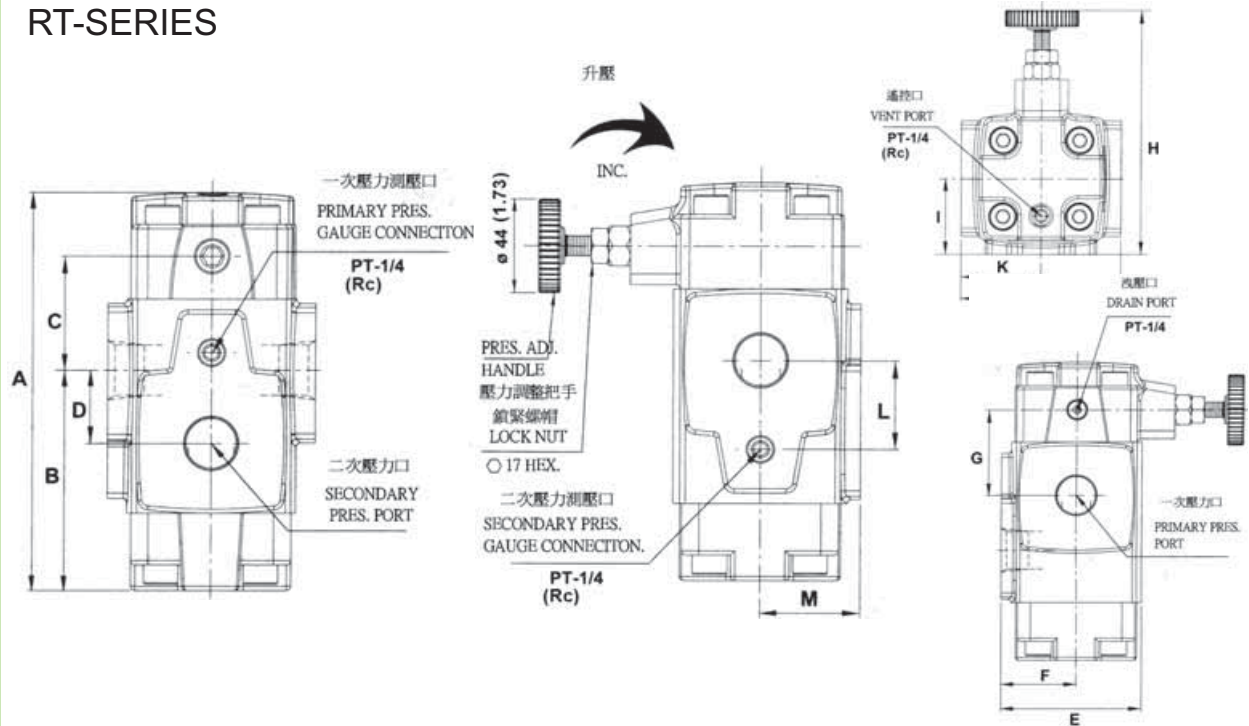 RT-SERIES
升壓
INC.
一次壓力測壓口
PRIMARY PRES.
GAUGE CONNECITON
PT-1/4
(Rc)
A
B
C
D
二次壓力口
SECONDARY
PRES. PORT
ø 44 (1.73)
PRES. ADJ.
HANDLE
壓力調整把手
鎖緊螺帽
LOCK NUT
⬡ 17 HEX.
二次壓力測壓口
SECONDARY PRES.
GAUGE CONNECITON.
PT-1/4
(Rc)
L
M
遙控口
VENT PORT
PT-1/4
(Rc)
H
I
K
洩壓口
DRAIN PORT
PT-1/4
G
一次壓力口
PRIMARY PRES.
PORT
F
E